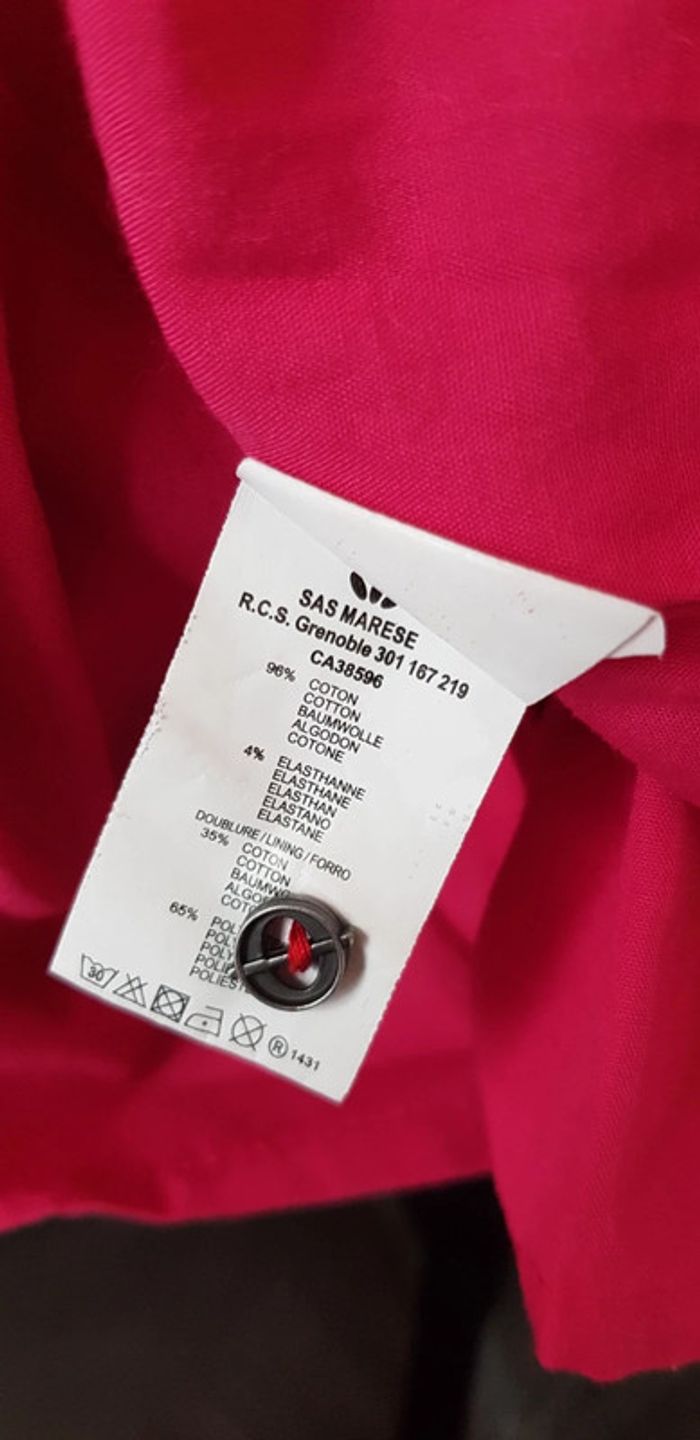 SAS MARESE
R.C.S. Grenoble 301 167 219
CA38596
96% COTON
COTTON
BAUMWOLLE
ALGODON
COTONE
4% ELASTHANNE
ELASTHANE
ELASTHAN
ELASTANO
ELASTANE
DOUBLURE / LINING / FORRO
35% COTON
COTTON
65%
30
R 1431